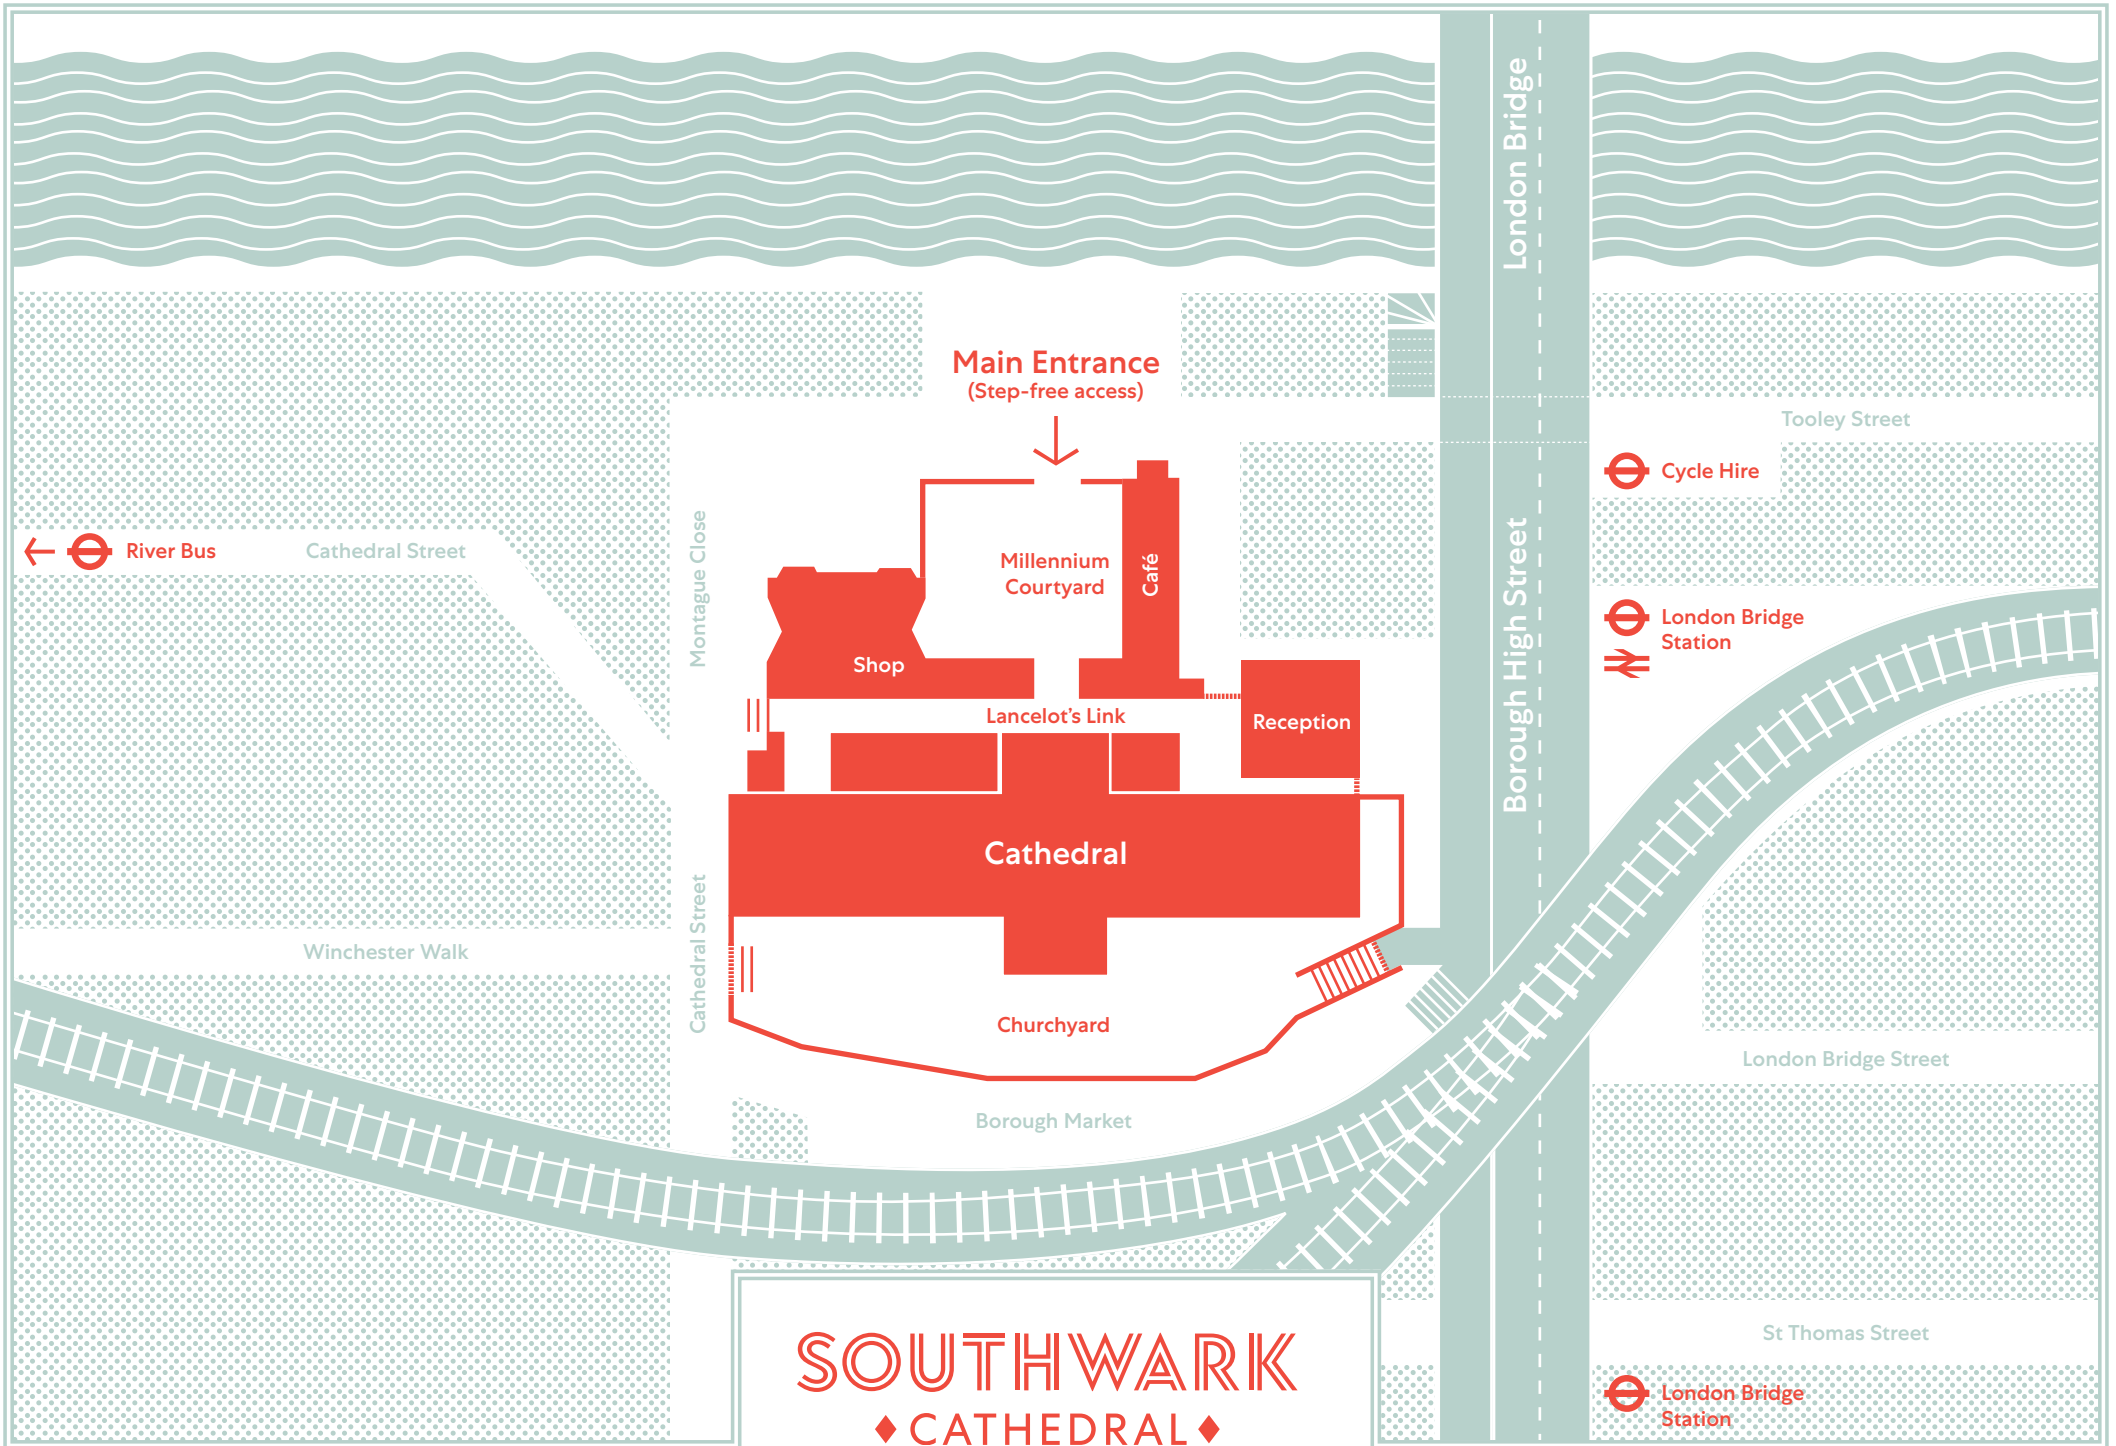 London Bridge
Main Entrance
(Step-free access)
Tooley Street
Cycle Hire
River Bus
Cathedral Street
Montague Close
Millennium
Courtyard
Café
Borough High Street
London Bridge
Station
Shop
Lancelot's Link
Reception
Cathedral
Winchester Walk
Cathedral Street
Churchyard
London Bridge Street
Borough Market
St Thomas Street
SOUTHWARK
CATHEDRAL
London Bridge
Station